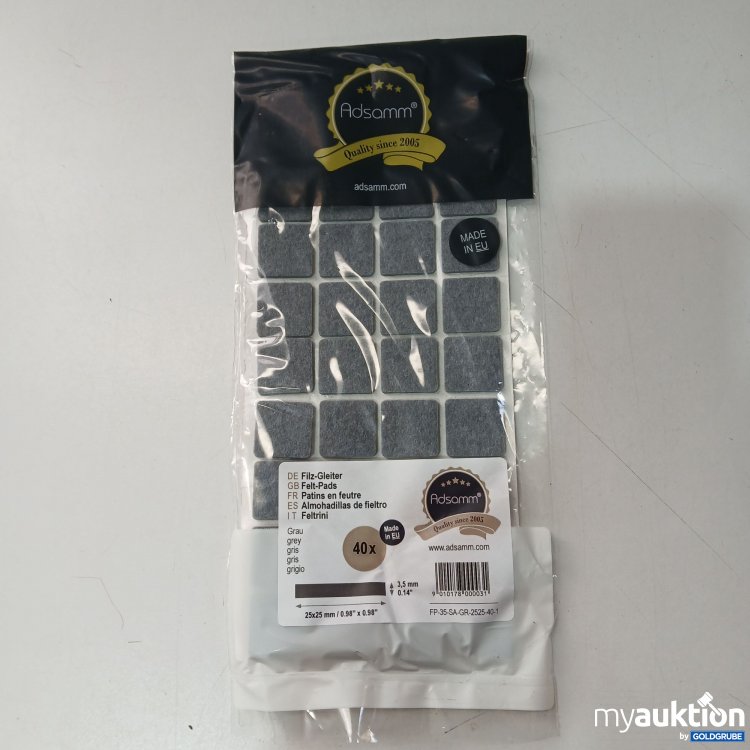 Adsamm®
Quality since 2005
adsamm.com
MADE
IN EU
DE Filz-Gleiter
GB Felt-Pads
FR Patins en feutre
ES Almohadillas de fieltro
IT Feltrini
Grau
grey
gris
gris
grigio
40x
Made
in EU
Adsamm®
Quality since 2005
www.adsamm.com
3,5 mm
0.14"
25x25 mm / 0.98" x 0.98"
9 010178 000031
FP-35-SA-GR-2525-40-1
myauktion
by GOLDGRUBE